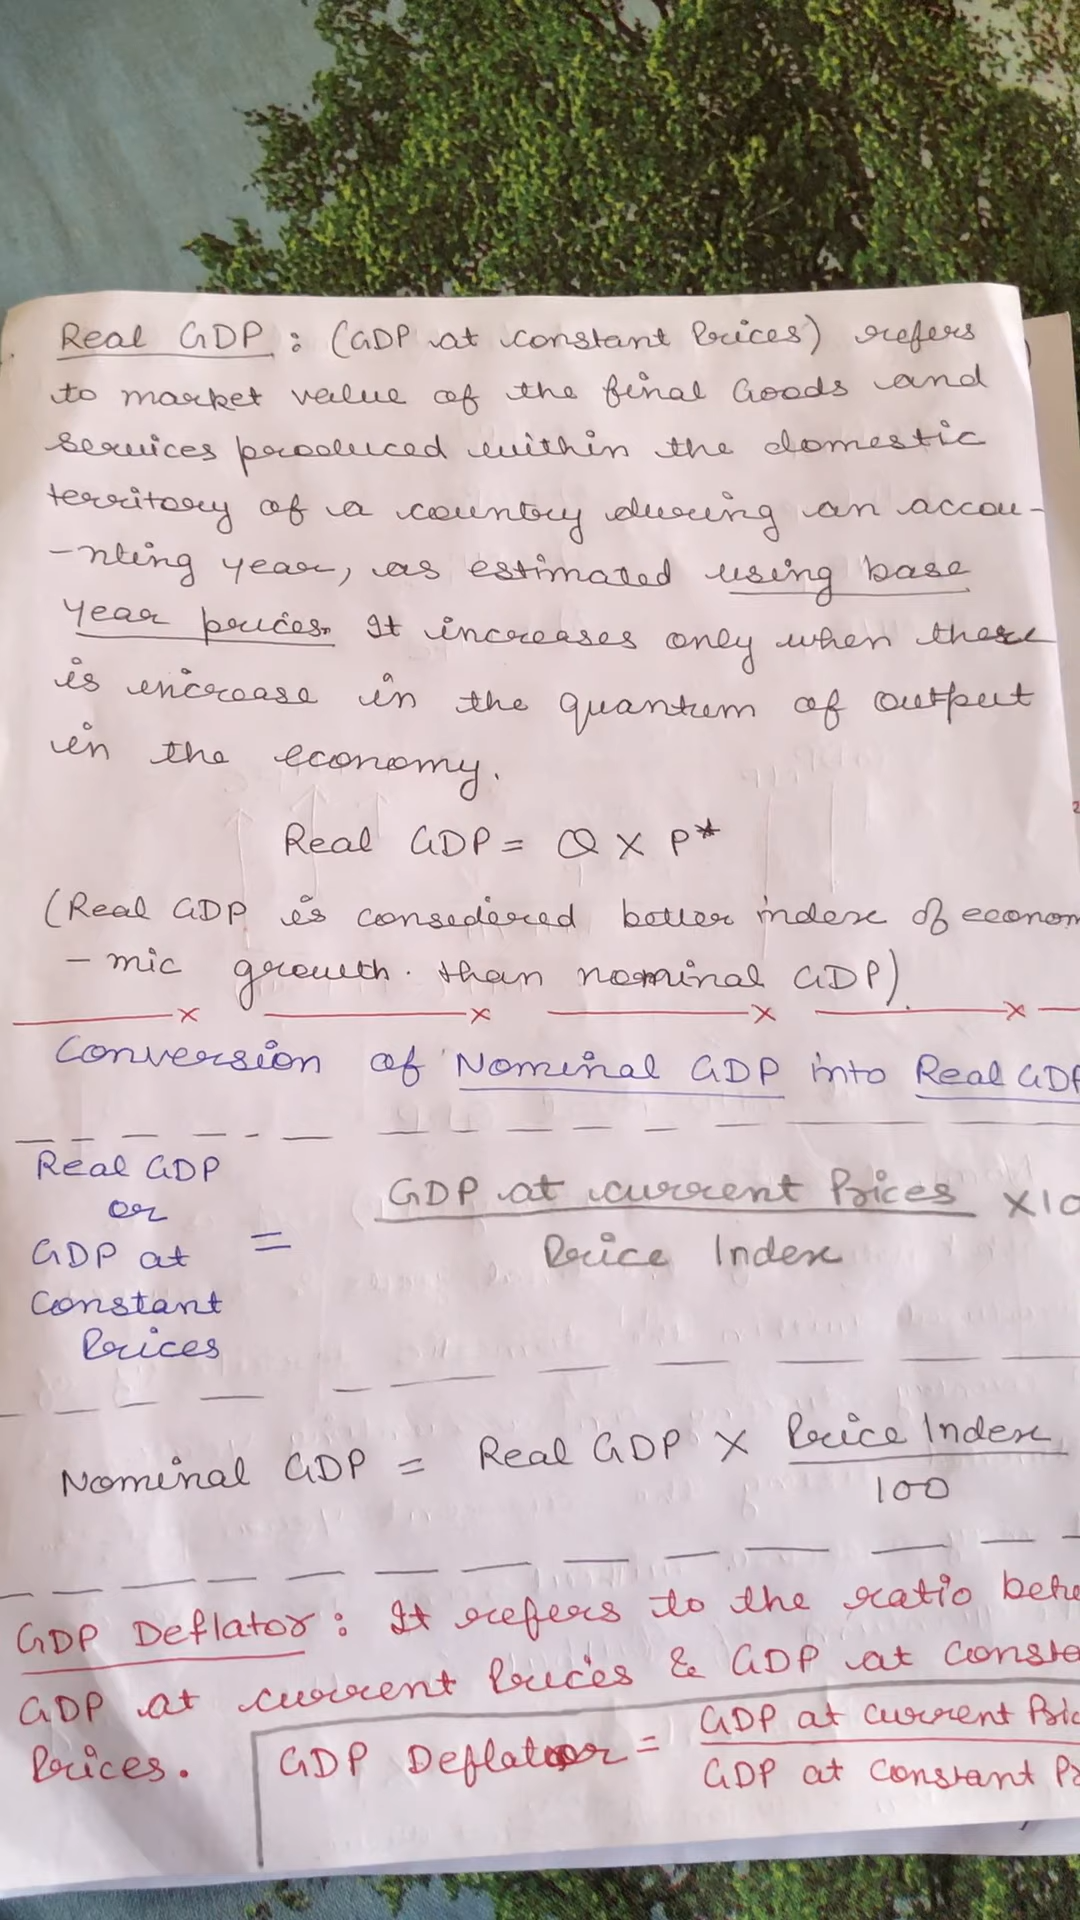 Real GDP : (GDP at constant Prices) refers
to market value of the final Goods and
services produced within the domestic
territory of a country during an accou-
-nting year, as estimated using base
year prices. It increases only when there
is increase in the quantum of output
in the economy.
Real GDP = Q X P*
(Real GDP is considered better index of econom
- mic growth. than nominal GDP).
Conversion of Nominal GDP into Real GDP
Real GDP
or
GDP at
Constant
Prices
=
GDP at current Prices
Price Index
X10
Nominal GDP = Real GDP X Price Index
100
GDP Deflator : It refers to the ratio betw
GDP at current Prices & GDP at Consta
Prices.
GDP Deflator = GDP at Current Pric
GDP at Constant Pr